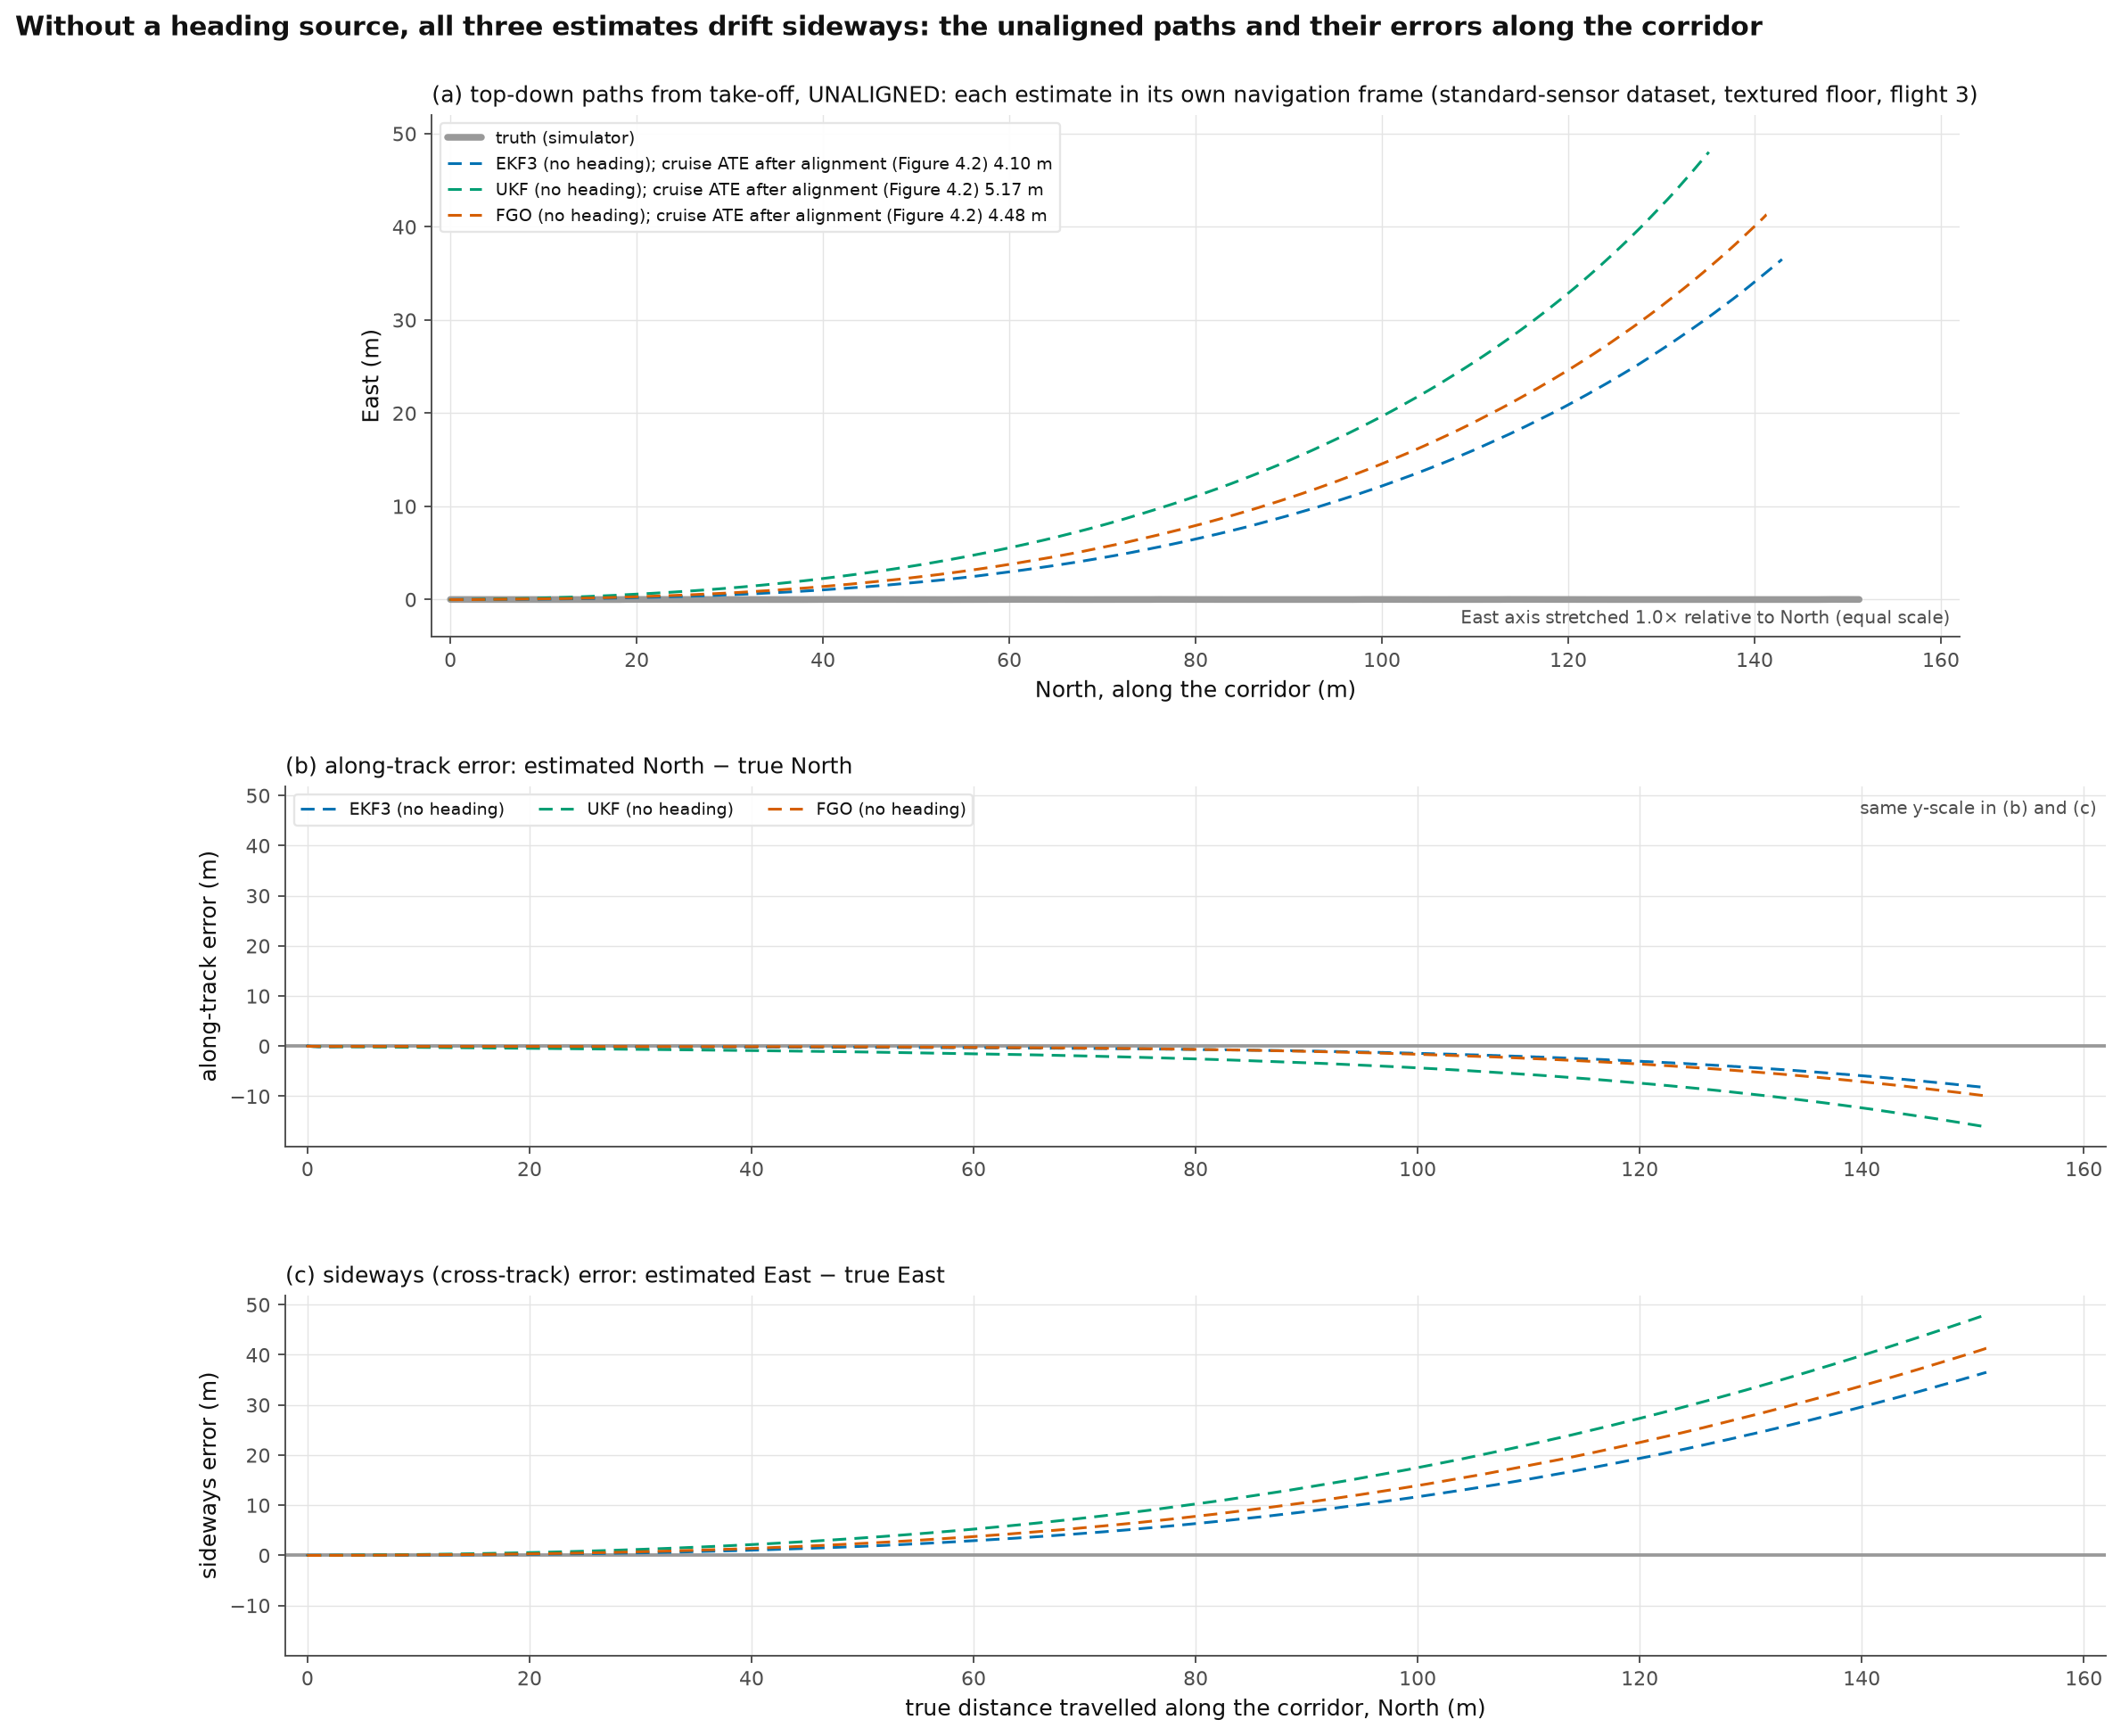 Without a heading source, all three estimates drift sideways: the unaligned paths and their errors along the corridor
(a) top-down paths from take-off, UNALIGNED: each estimate in its own navigation frame (standard-sensor dataset, textured floor, flight 3)
truth (simulator)
EKF3 (no heading); cruise ATE after alignment (Figure 4.2) 4.10 m
UKF (no heading); cruise ATE after alignment (Figure 4.2) 5.17 m
FGO (no heading); cruise ATE after alignment (Figure 4.2) 4.48 m
50
40
30
20
10
0
East (m)
East axis stretched 1.0× relative to North (equal scale)
0 20 40 60 80 100 120 140 160
North, along the corridor (m)
(b) along-track error: estimated North − true North
EKF3 (no heading) UKF (no heading) FGO (no heading)
same y-scale in (b) and (c)
50
40
30
20
10
0
−10
along-track error (m)
0 20 40 60 80 100 120 140 160
(c) sideways (cross-track) error: estimated East − true East
50
40
30
20
10
0
−10
sideways error (m)
0 20 40 60 80 100 120 140 160
true distance travelled along the corridor, North (m)